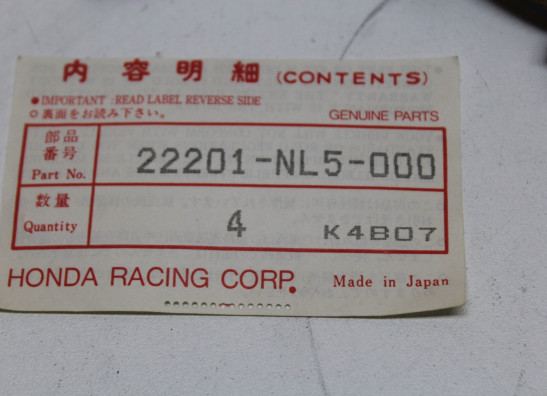 内容明細 (CONTENTS)
●IMPORTANT :READ LABEL REVERSE SIDE
○裏面をお読み下さい。
GENUINE PARTS
部品番号
Part No.
22201-NL5-000
数量
Quantity
4 K4B07
HONDA RACING CORP.
Made in Japan